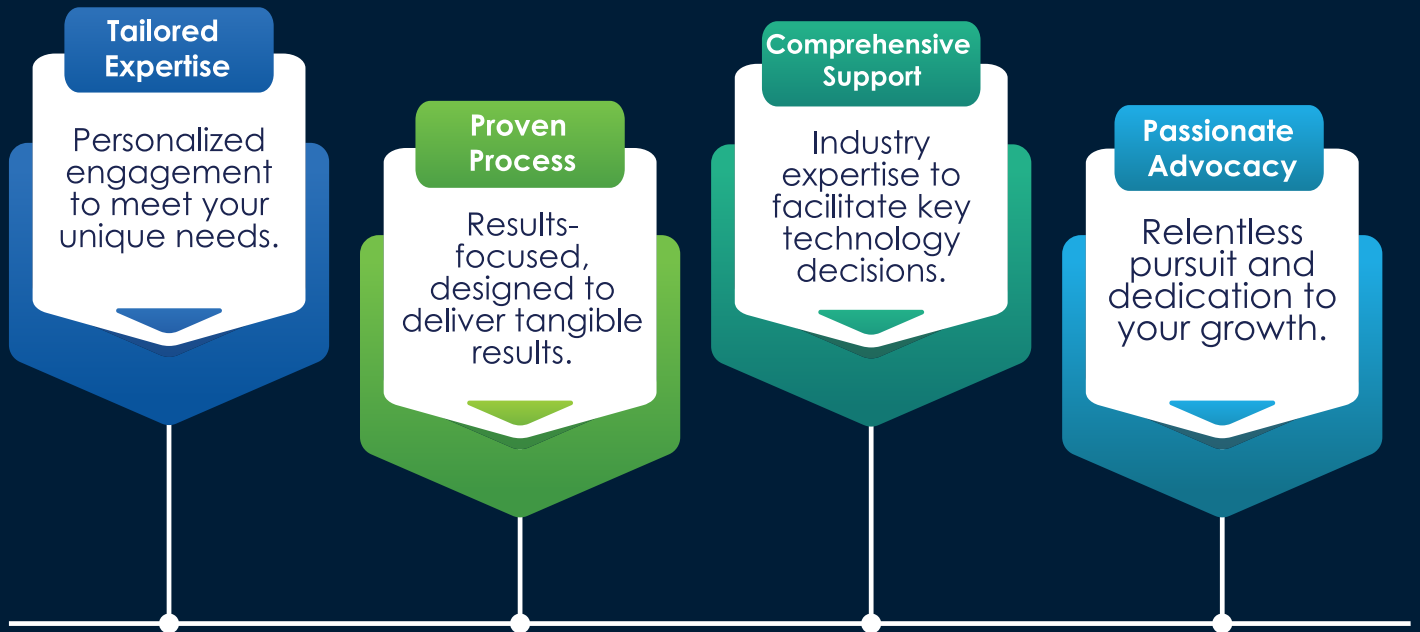 Tailored
Expertise
Personalized
engagement
to meet your
unique needs.
Proven
Process
Results-
focused,
designed to
deliver tangible
results.
Comprehensive
Support
Industry
expertise to
facilitate key
technology
decisions.
Passionate
Advocacy
Relentless
pursuit and
dedication to
your growth.